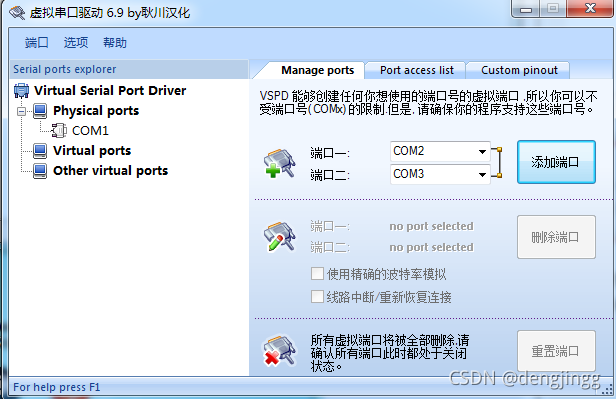 虚拟串口驱动 6.9 by耿川汉化
端口 选项 帮助
Serial ports explorer
Virtual Serial Port Driver
Physical ports
COM1
Virtual ports
Other virtual ports
Manage ports Port access list Custom pinout
VSPD 能够创建任何你想使用的端口号的虚拟端口 ,所以你可以不
受端口号(COMx)的限制.但是, 请确保你的程序支持这些端口号。
端口一: COM2
端口二: COM3
添加端口
端口一: no port selected
端口二: no port selected
删除端口
使用精确的波特率模拟
线路中断/重新恢复连接
所有虚拟端口将被全部删除,请
确认所有端口此时都处于关闭
状态。
重置端口
For help press F1
CSDN @dengjingg